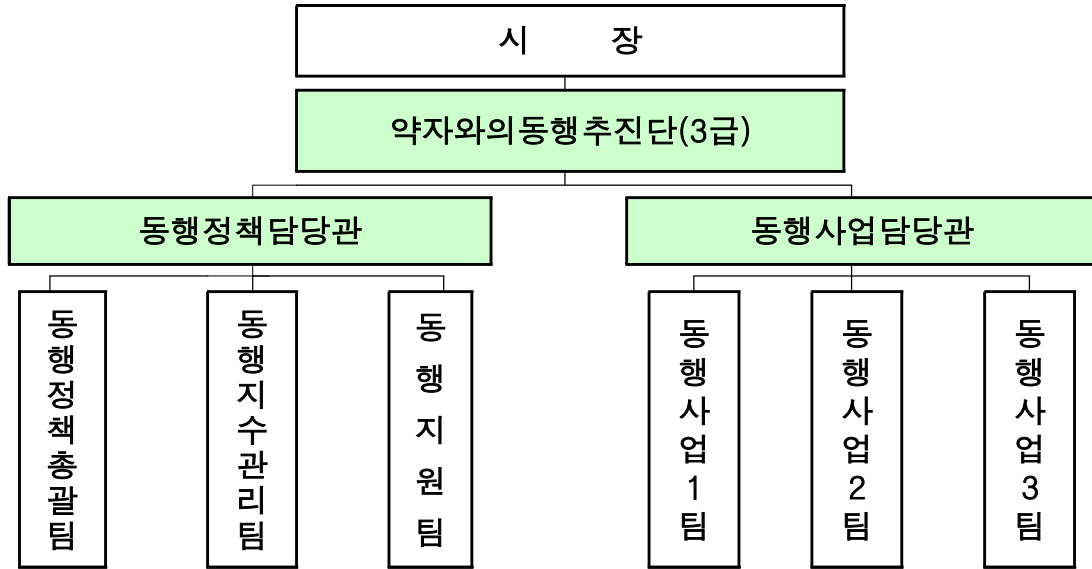 시 장
약자와의동행추진단(3급)
동행정책담당관
동행사업담당관
동행정책총괄팀
동행지수관리팀
동행지원팀
동행사업1팀
동행사업2팀
동행사업3팀